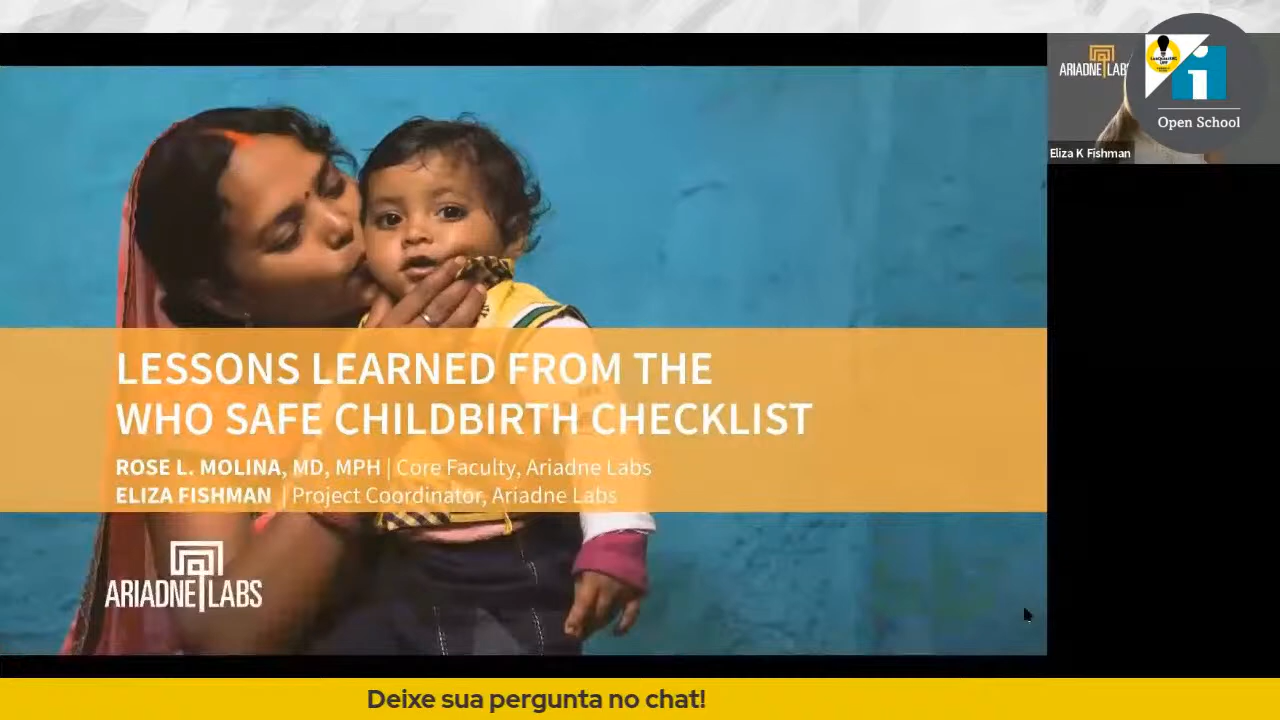 LESSONS LEARNED FROM THE
WHO SAFE CHILDBIRTH CHECKLIST
ROSE L. MOLINA, MD, MPH | Core Faculty, Ariadne Labs
ELIZA FISHMAN | Project Coordinator, Ariadne Labs
ARIADNE LABS
ARIADNE LAB
Open School
Eliza K Fishman
Deixe sua pergunta no chat!